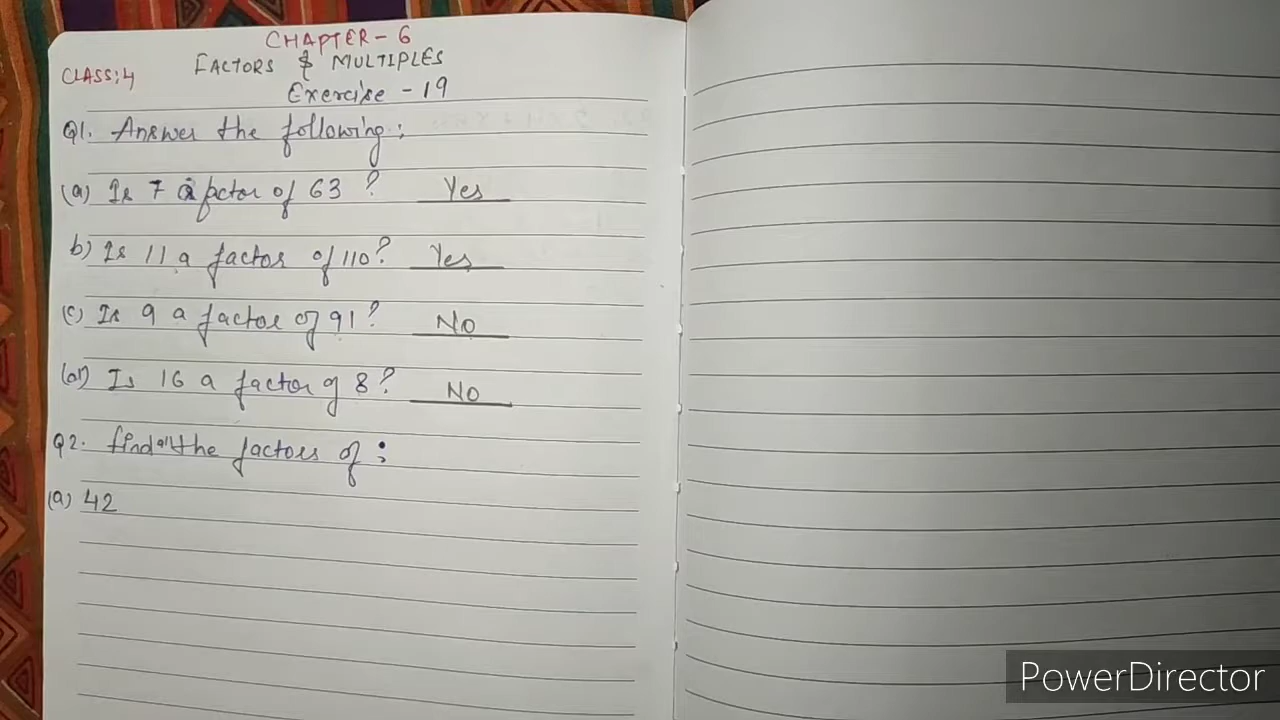 CHAPTER-6
FACTORS & MULTIPLES
CLASS:4
Exercise -19
Q1. Answer the following:
(a) Is 7 a factor of 63 ? Yes
b) Is 11 a factor of 110? Yes
(c) Is 9 a factor of 91? No
(d) Is 16 a factor of 8? No
Q2. find all the factors of :
(a) 42
PowerDirector